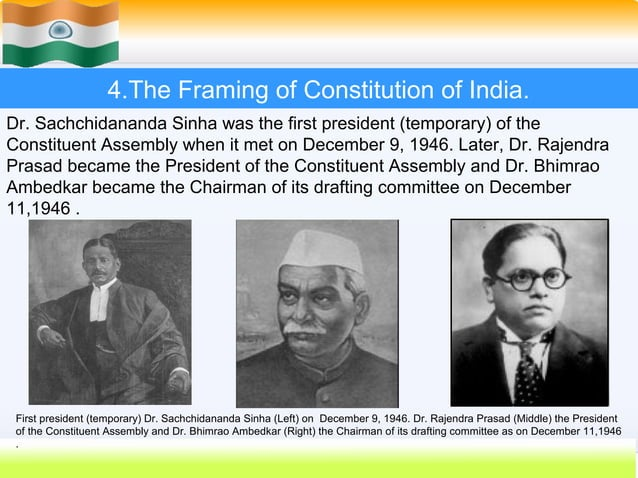 4.The Framing of Constitution of India.
Dr. Sachchidananda Sinha was the first president (temporary) of the
Constituent Assembly when it met on December 9, 1946. Later, Dr. Rajendra
Prasad became the President of the Constituent Assembly and Dr. Bhimrao
Ambedkar became the Chairman of its drafting committee on December
11,1946 .
First president (temporary) Dr. Sachchidananda Sinha (Left) on  December 9, 1946. Dr. Rajendra Prasad (Middle) the President
of the Constituent Assembly and Dr. Bhimrao Ambedkar (Right) the Chairman of its drafting committee as on December 11,1946
.